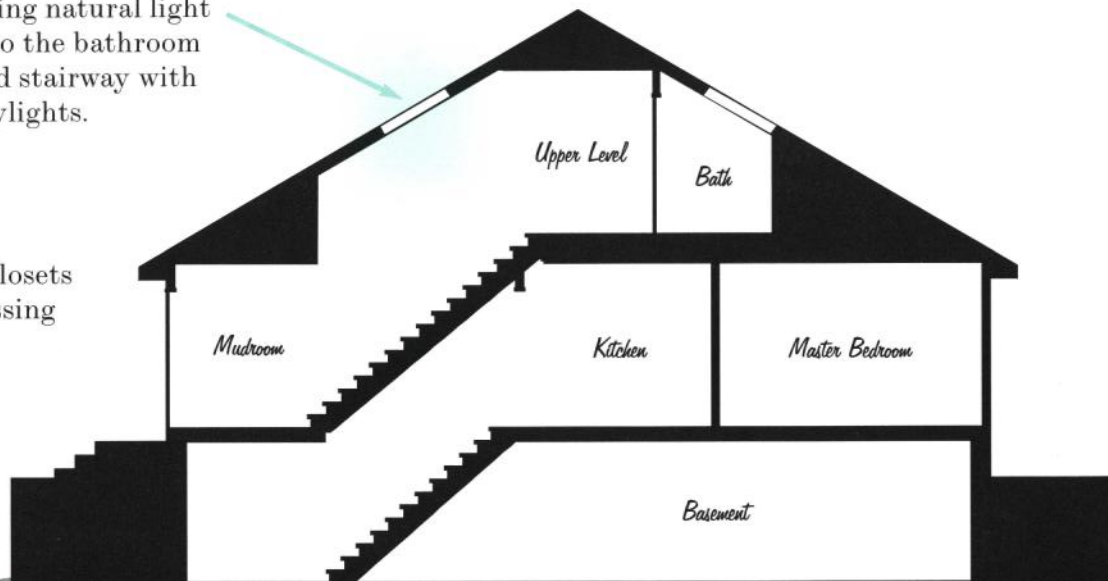 ing natural light
o the bathroom
d stairway with
ylights.
losets
ssing
Upper Level
Bath
Mudroom
Kitchen
Master Bedroom
Basement